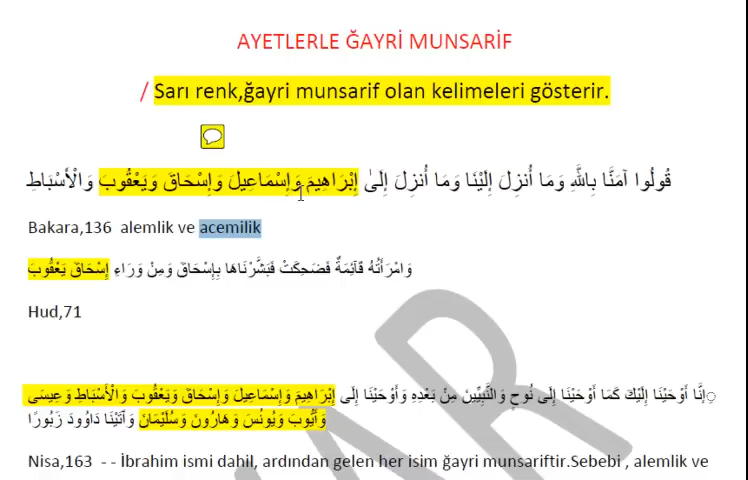 AYETLERLE ĞAYRİ MUNSARİF
/ Sarı renk,ğayri munsarif olan kelimeleri gösterir.
قُولُوا آمَنَّا بِاللَّهِ وَمَا أُنزِلَ إِلَيْنَا وَمَا أُنزِلَ إِلَىٰ إِبْرَاهِيمَ وَإِسْمَاعِيلَ وَإِسْحَاقَ وَيَعْقُوبَ وَالْأَسْبَاطِ
Bakara,136 alemlik ve acemilik
وَامْرَأَتُهُ قَآئِمَةٌ فَضَحِكَتْ فَبَشَّرْنَاهَا بِإِسْحَاقَ وَمِنْ وَرَاءِ إِسْحَاقَ يَعْقُوبَ
Hud,71
إِنَّا أَوْحَيْنَا إِلَيْكَ كَمَا أَوْحَيْنَا إِلَى نُوحٍ وَالنَّبِيِّينَ مِنْ بَعْدِهِ وَأَوْحَيْنَا إِلَى إِبْرَاهِيمَ وَإِسْمَاعِيلَ وَإِسْحَاقَ وَيَعْقُوبَ وَالْأَسْبَاطِ وَعِيسَى
وَأَيُّوبَ وَيُونُسَ وَهَارُونَ وَسُلَيْمَانَ وَآتَيْنَا دَاوُودَ زَبُورًا
Nisa,163 - - İbrahim ismi dahil, ardından gelen her isim ğayri munsariftir.Sebebi , alemlik ve